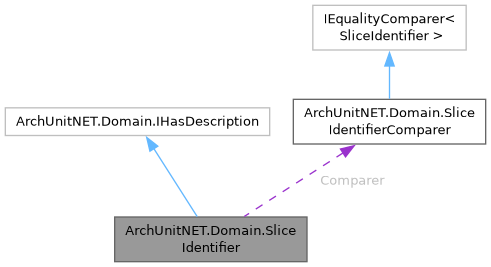 IEqualityComparer<
SliceIdentifier >
ArchUnitNET.Domain.IHasDescription
ArchUnitNET.Domain.Slice
IdentifierComparer
Comparer
ArchUnitNET.Domain.Slice
Identifier